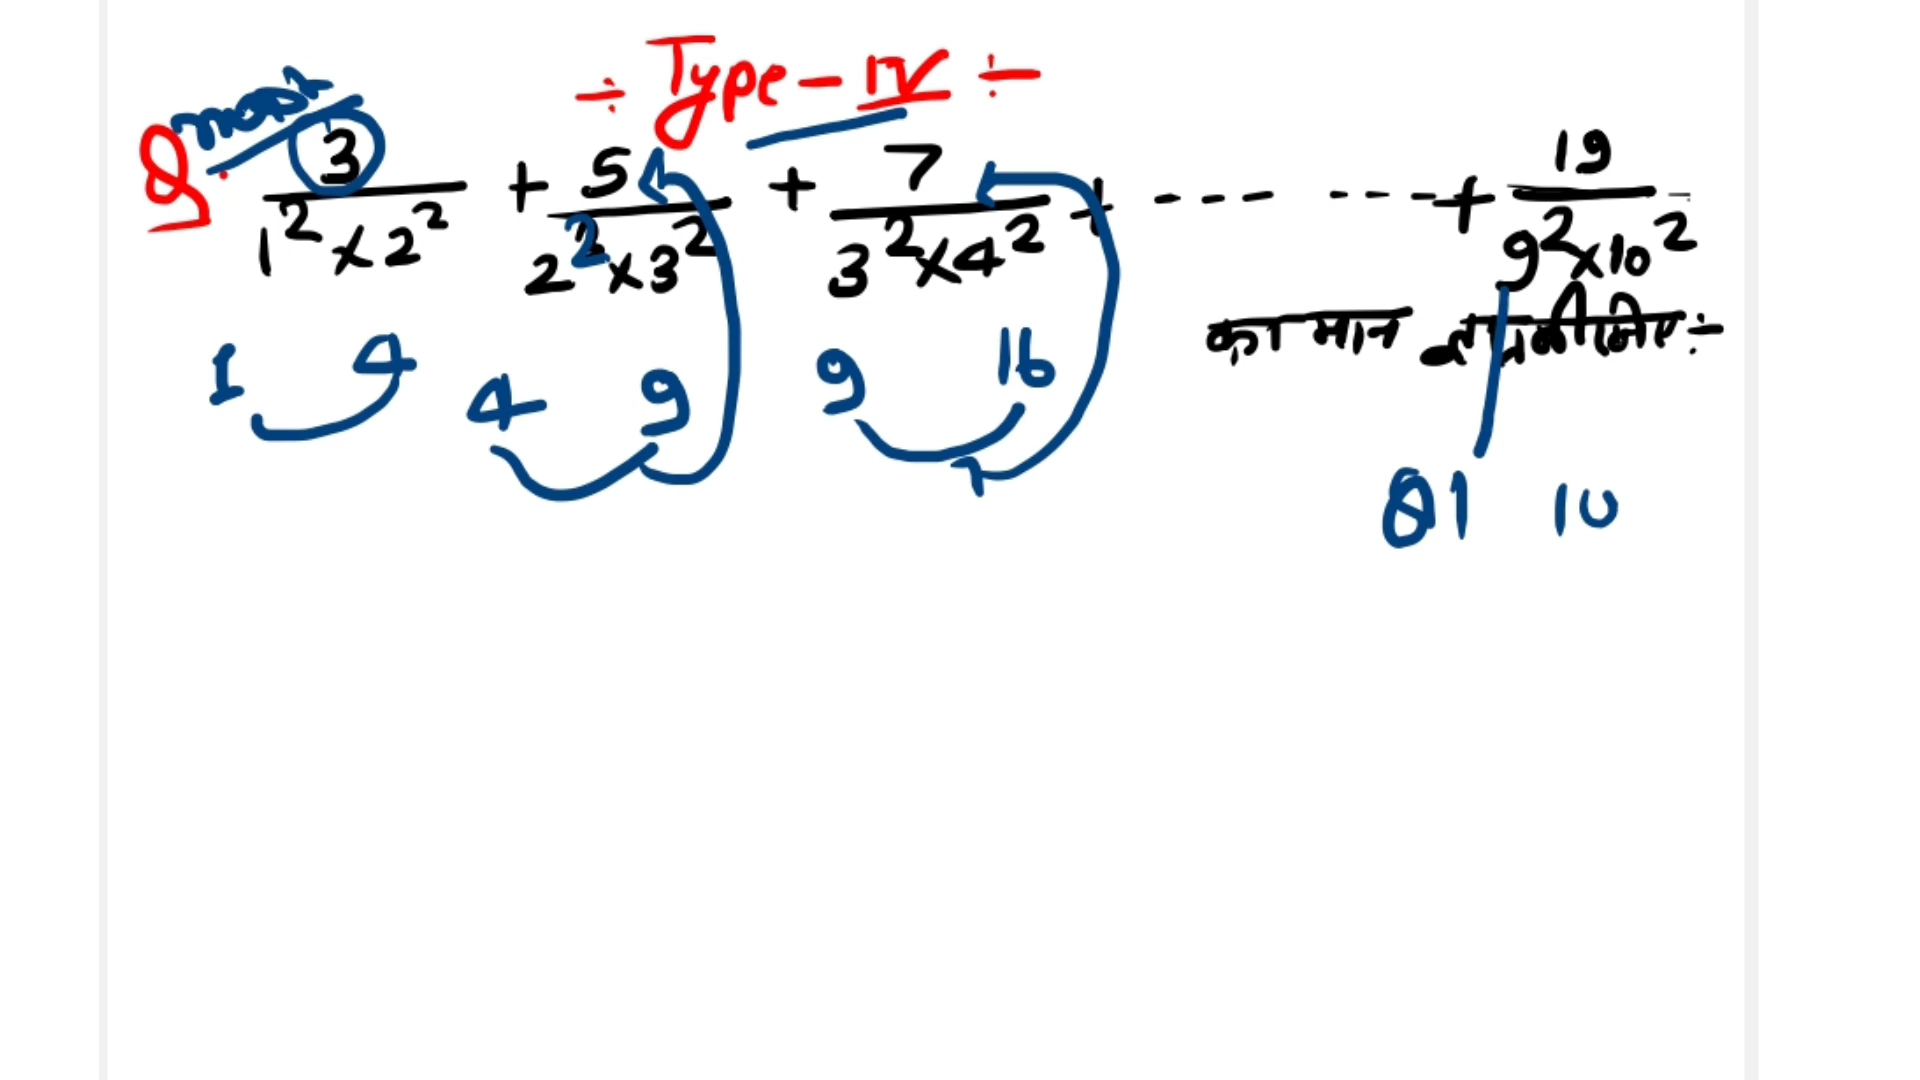 ÷ Type - IV ÷
Q. 3/1²×2² + 5/2²×3² + 7/3²×4² + ---- ---+ 19/9²×10²
का मान
1 4 4 9 9 16
81 10